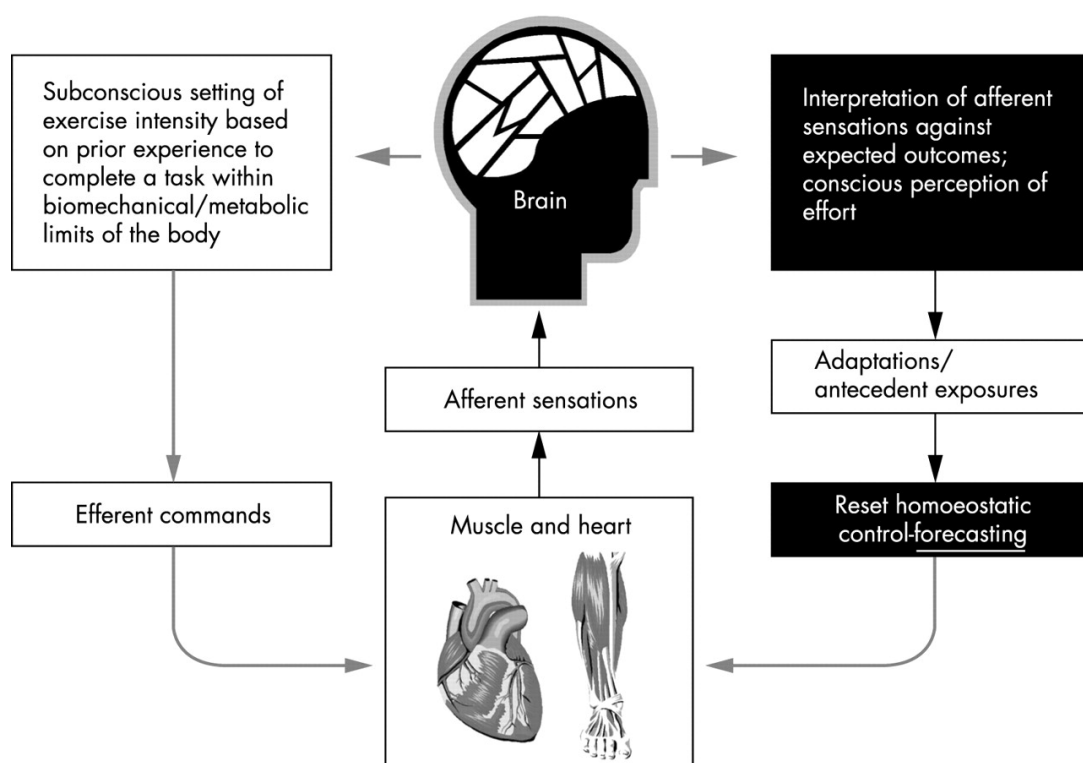 Subconscious setting of
exercise intensity based
on prior experience to
complete a task within
biomechanical/metabolic
limits of the body
Brain
Interpretation of afferent
sensations against
expected outcomes;
conscious perception of
effort
Afferent sensations
Adaptations/
antecedent exposures
Efferent commands
Muscle and heart
Reset homoeostatic
control-forecasting